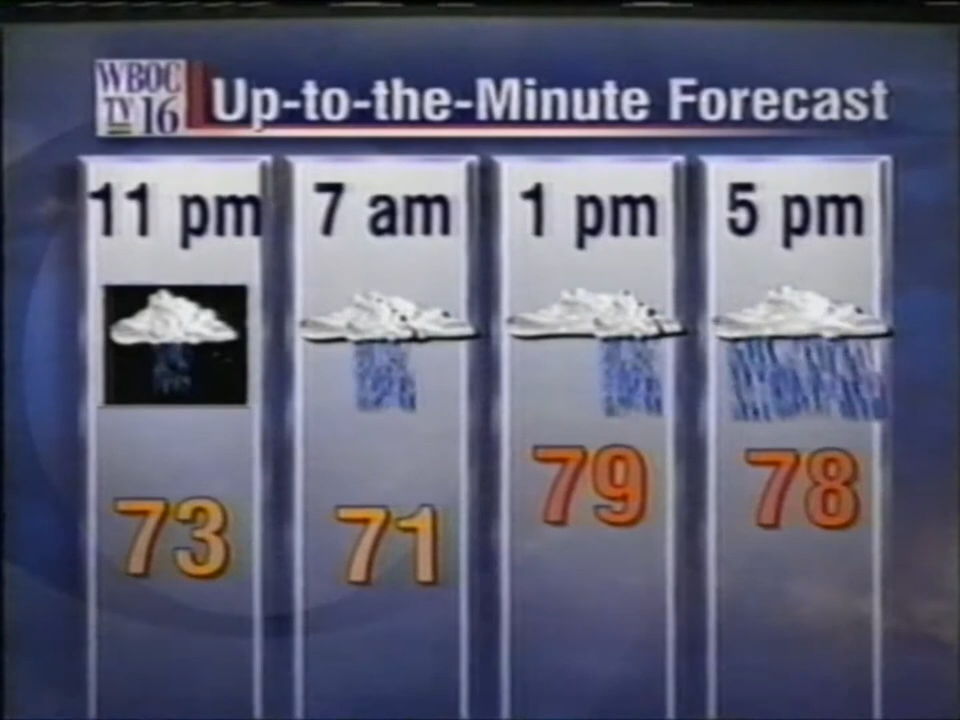 WBOC
TV 16
Up-to-the-Minute Forecast
11 pm
7 am
1 pm
5 pm
73
71
79
78